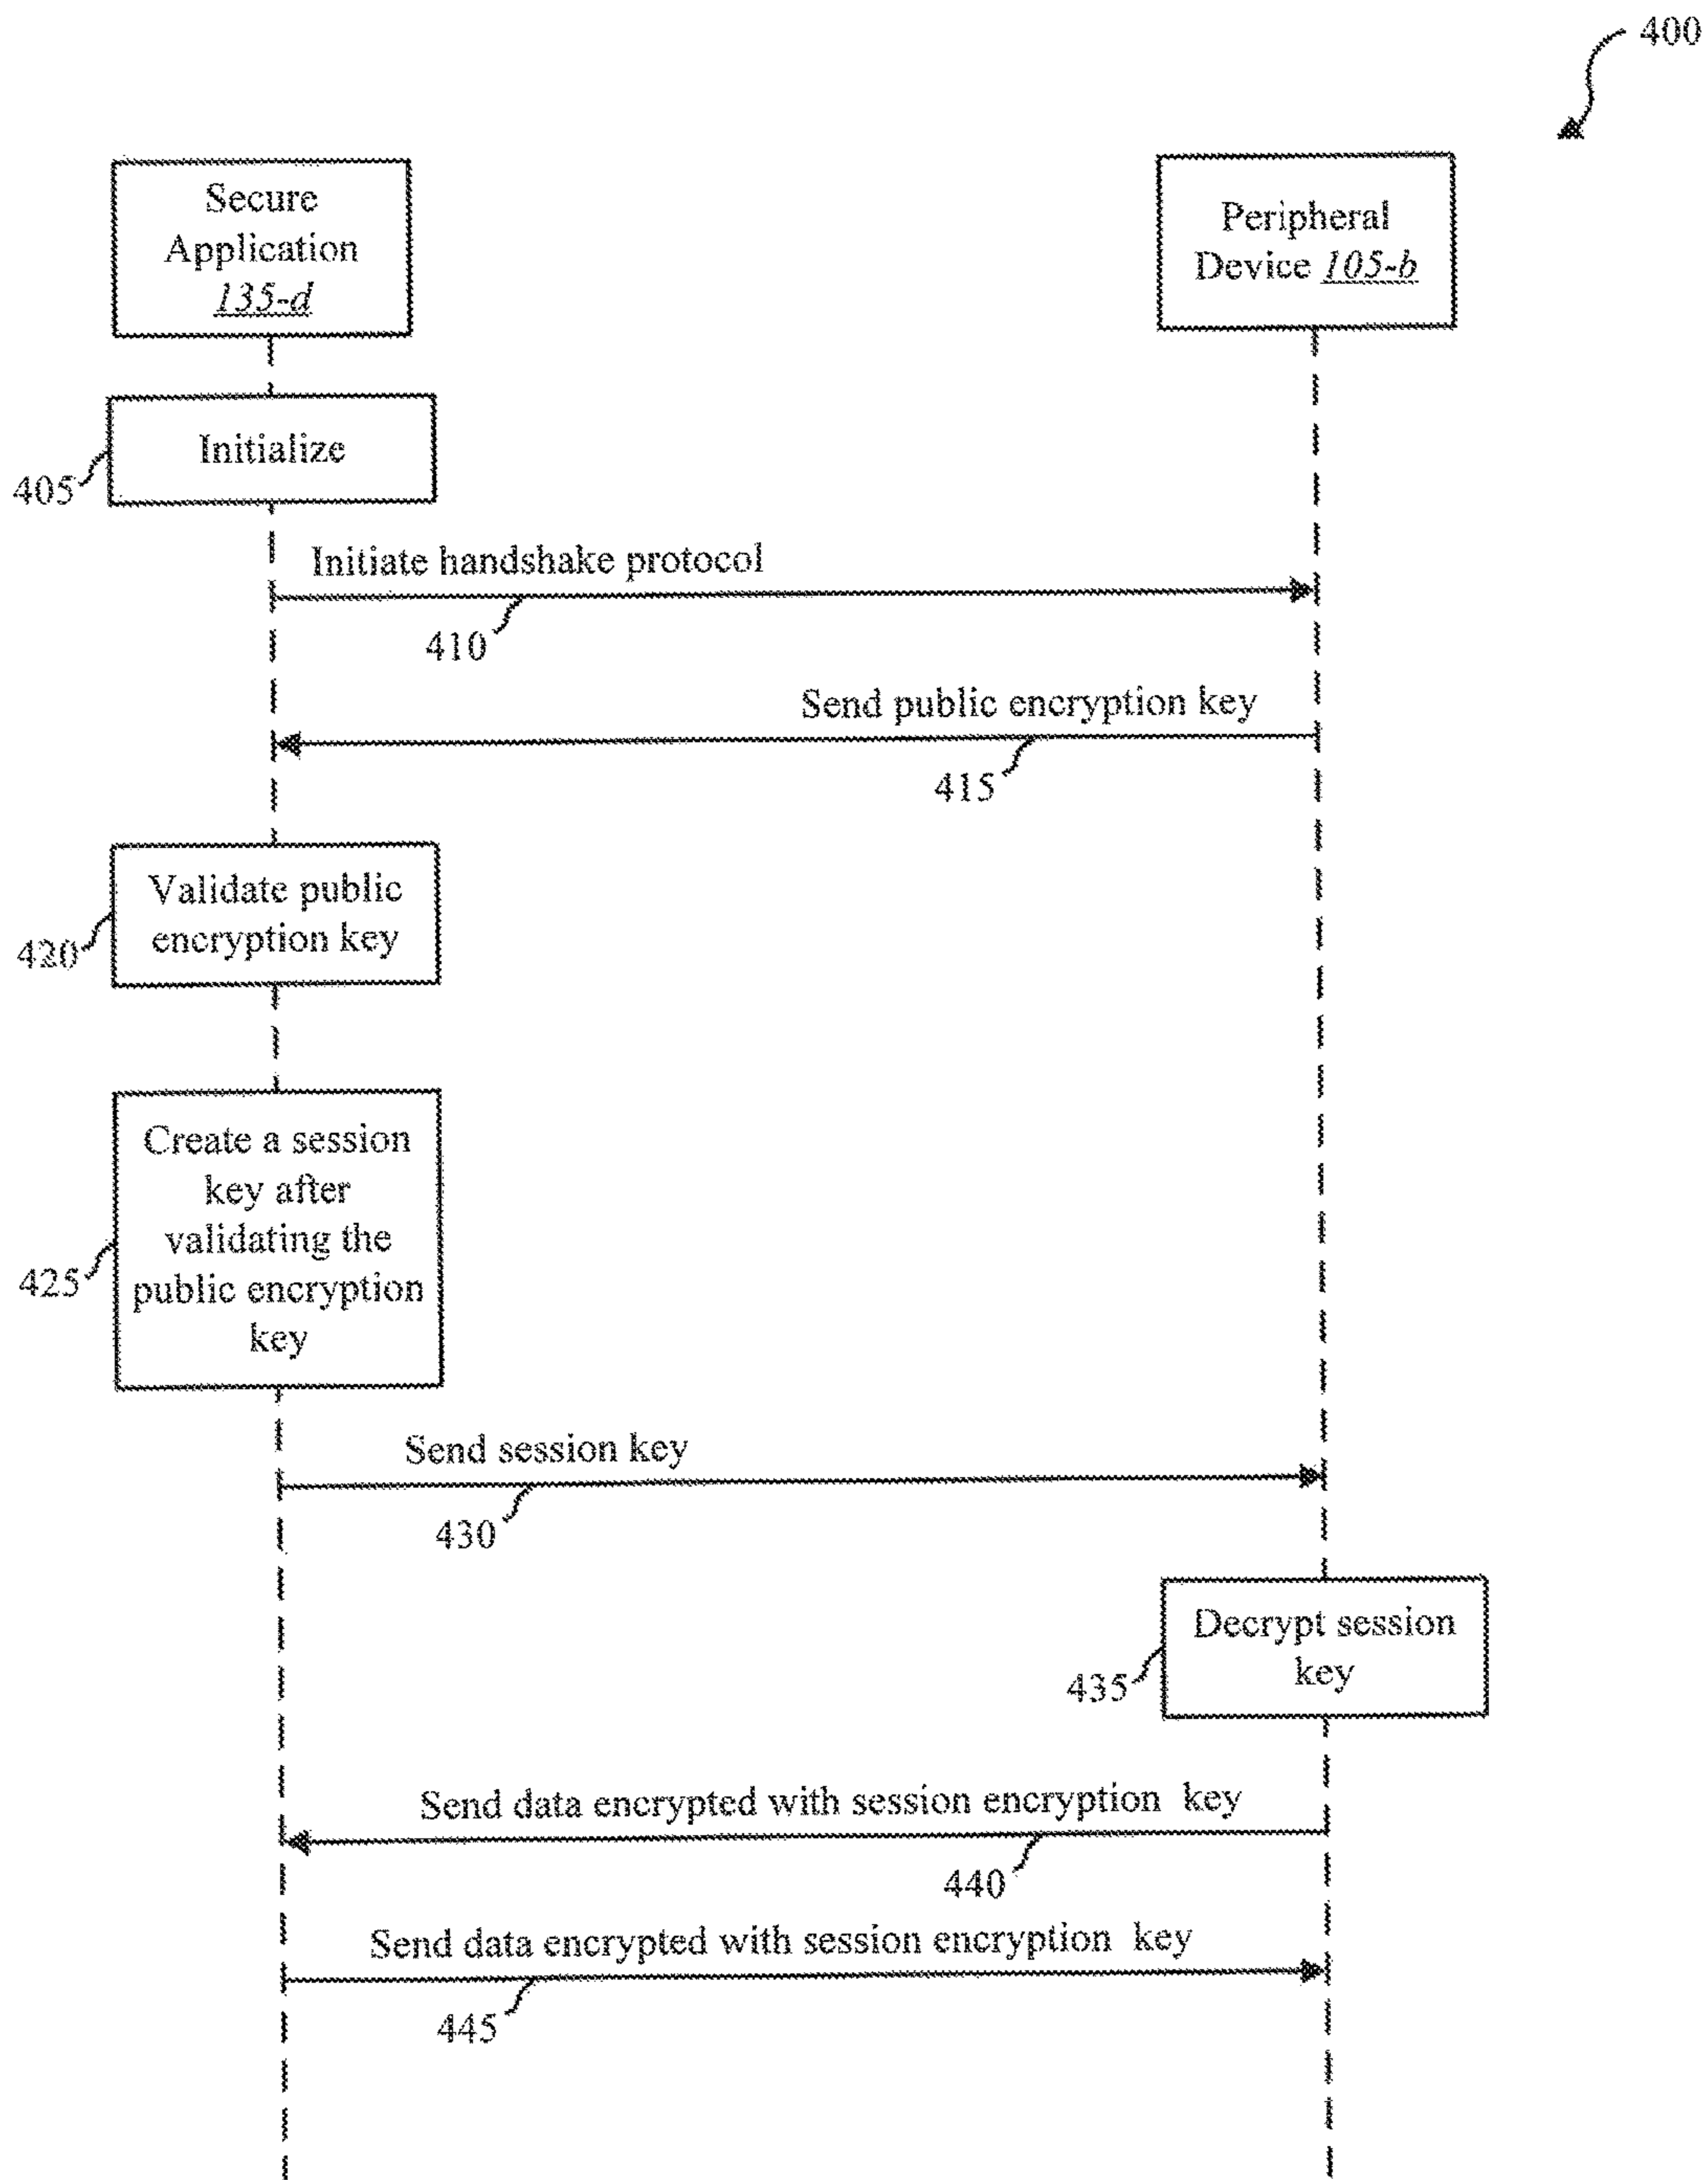 400
Secure
Application
135-d
Peripheral
Device 105-b
Initialize
405
Initiate handshake protocol
410
Send public encryption key
415
Validate public
encryption key
420
Create a session
key after
validating the
public encryption
key
425
Send session key
430
Decrypt session
key
435
Send data encrypted with session encryption key
440
Send data encrypted with session encryption key
445